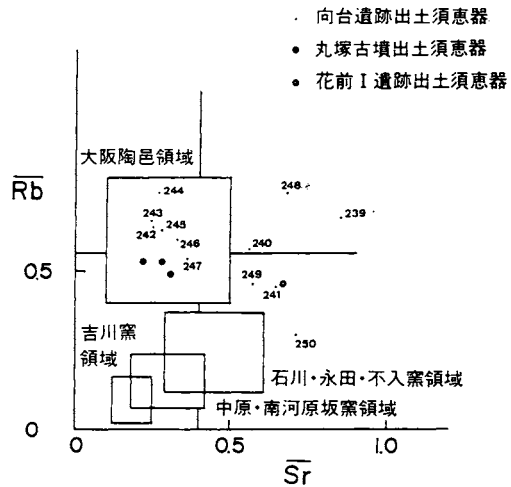 · 向台遺跡出土須恵器
● 丸塚古墳出土須恵器
● 花前Ⅰ遺跡出土須恵器
大阪陶邑領域
Rb
244
248
243
245
239
242
246
240
247
0.5
249
241
250
吉川窯
領域
石川・永田・不入窯領域
中原・南河原坂窯領域
0
0
0.5
1.0
Sr